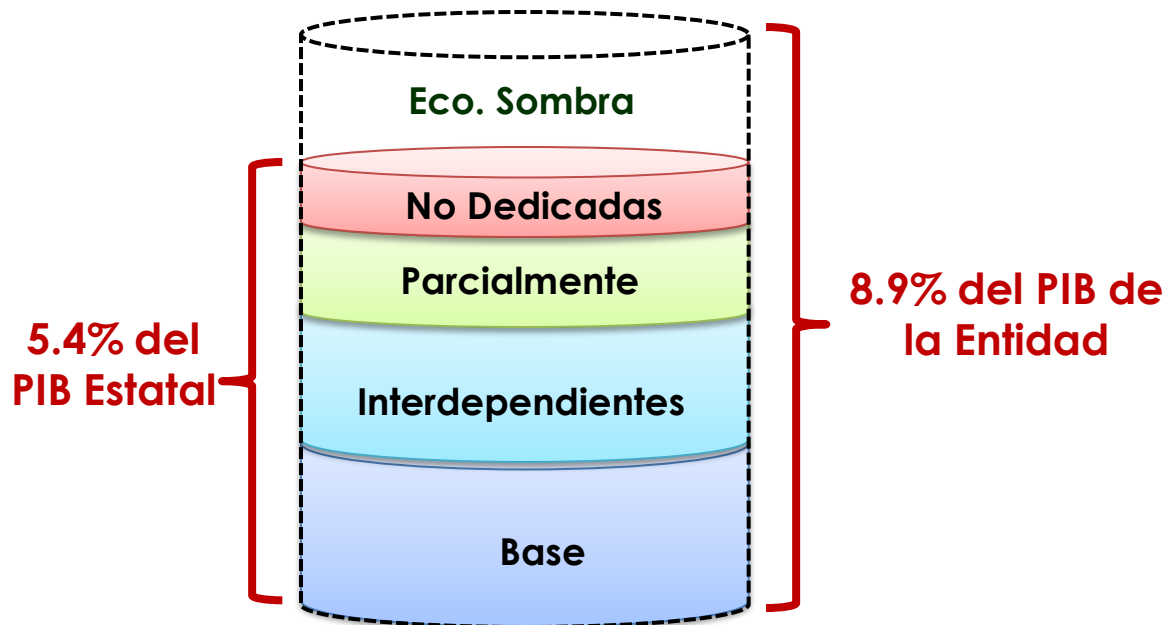 Eco. Sombra
No Dedicadas
Parcialmente
Interdependientes
Base
5.4% del
PIB Estatal
8.9% del PIB de
la Entidad